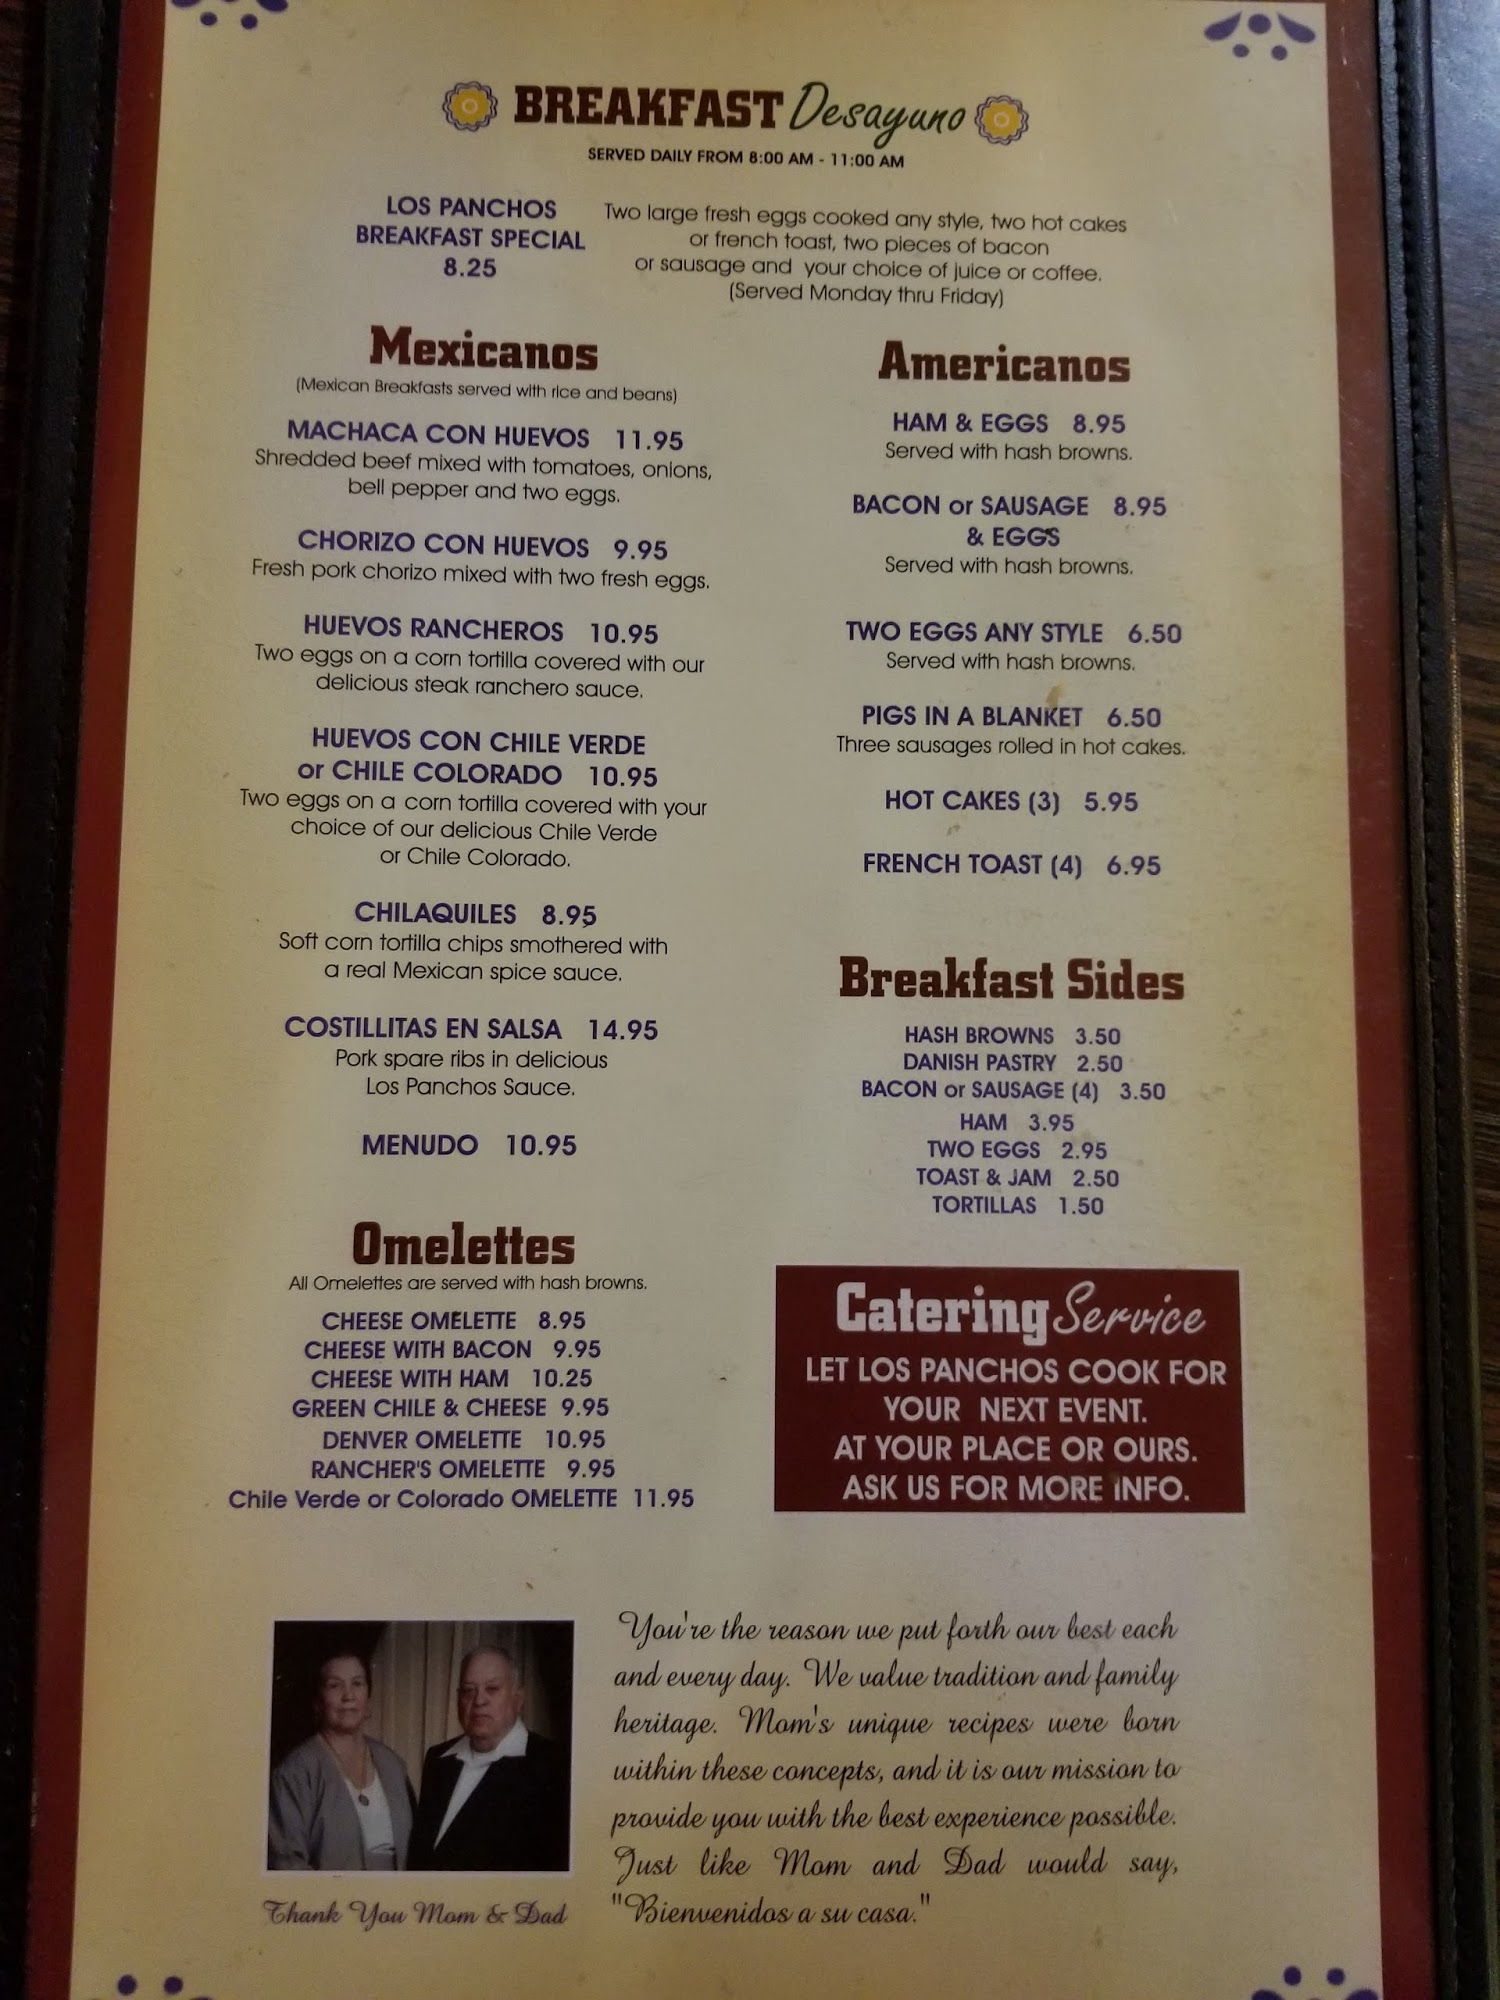 BREAKFAST Desayuno
SERVED DAILY FROM 8:00 AM - 11:00 AM
LOS PANCHOS
BREAKFAST SPECIAL
8.25
Two large fresh eggs cooked any style, two hot cakes
or french toast, two pieces of bacon
or sausage and your choice of juice or coffee.
(Served Monday thru Friday)
Mexicanos
(Mexican Breakfasts served with rice and beans)
MACHACA CON HUEVOS 11.95
Shredded beef mixed with tomatoes, onions,
bell pepper and two eggs.
CHORIZO CON HUEVOS 9.95
Fresh pork chorizo mixed with two fresh eggs.
HUEVOS RANCHEROS 10.95
Two eggs on a corn tortilla covered with our
delicious steak ranchero sauce.
HUEVOS CON CHILE VERDE
or CHILE COLORADO 10.95
Two eggs on a corn tortilla covered with your
choice of our delicious Chile Verde
or Chile Colorado.
CHILAQUILES 8.95
Soft corn tortilla chips smothered with
a real Mexican spice sauce.
COSTILLITAS EN SALSA 14.95
Pork spare ribs in delicious
Los Panchos Sauce.
MENUDO 10.95
Omelettes
All Omelettes are served with hash browns.
CHEESE OMELETTE 8.95
CHEESE WITH BACON 9.95
CHEESE WITH HAM 10.25
GREEN CHILE & CHEESE 9.95
DENVER OMELETTE 10.95
RANCHER'S OMELETTE 9.95
Chile Verde or Colorado OMELETTE 11.95
Americanos
HAM & EGGS 8.95
Served with hash browns.
BACON or SAUSAGE 8.95
& EGGS
Served with hash browns.
TWO EGGS ANY STYLE 6.50
Served with hash browns.
PIGS IN A BLANKET 6.50
Three sausages rolled in hot cakes.
HOT CAKES (3) 5.95
FRENCH TOAST (4) 6.95
Breakfast Sides
HASH BROWNS 3.50
DANISH PASTRY 2.50
BACON or SAUSAGE (4) 3.50
HAM 3.95
TWO EGGS 2.95
TOAST & JAM 2.50
TORTILLAS 1.50
Catering Service
LET LOS PANCHOS COOK FOR
YOUR NEXT EVENT.
AT YOUR PLACE OR OURS.
ASK US FOR MORE INFO.
Thank You Mom & Dad
You're the reason we put forth our best each
and every day. We value tradition and family
heritage. Mom's unique recipes were born
within these concepts, and it is our mission to
provide you with the best experience possible.
Just like Mom and Dad would say,
"Bienvenidos a su casa."